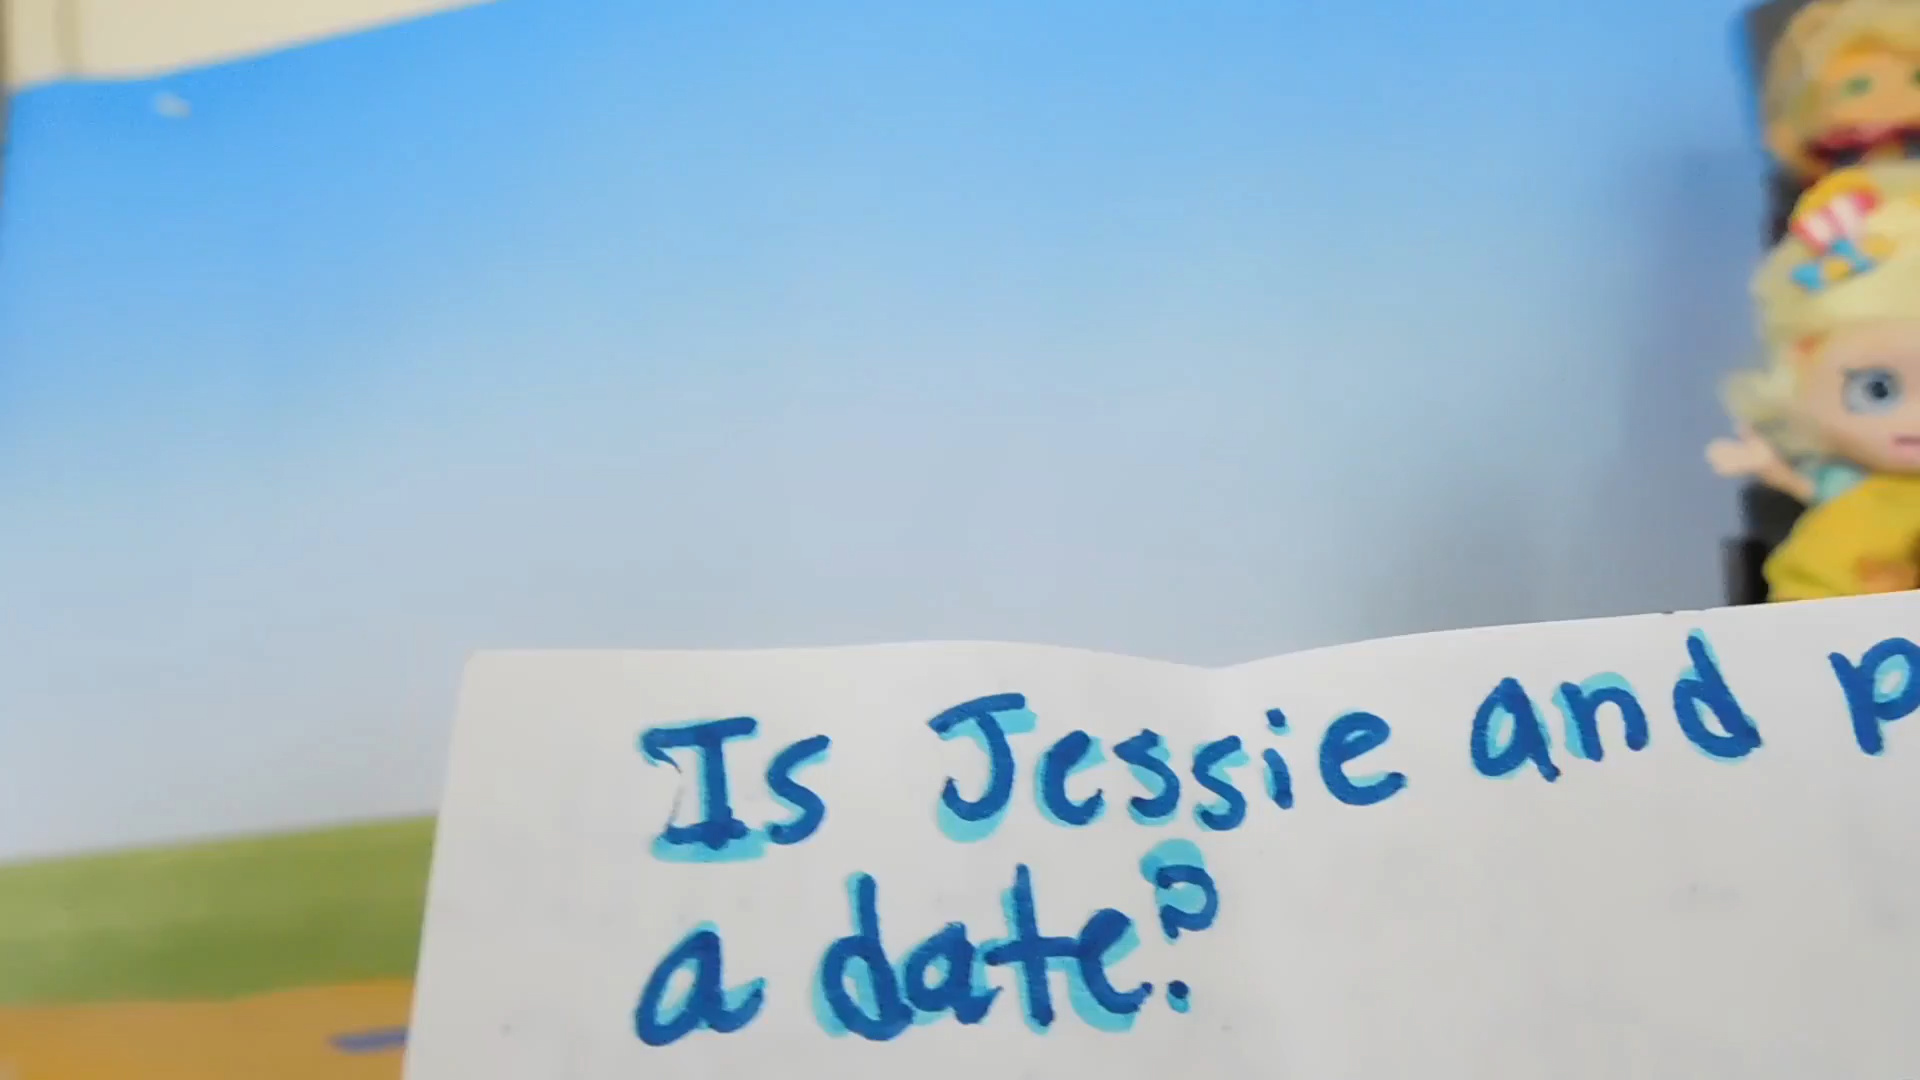 Is Jessie and
a date?